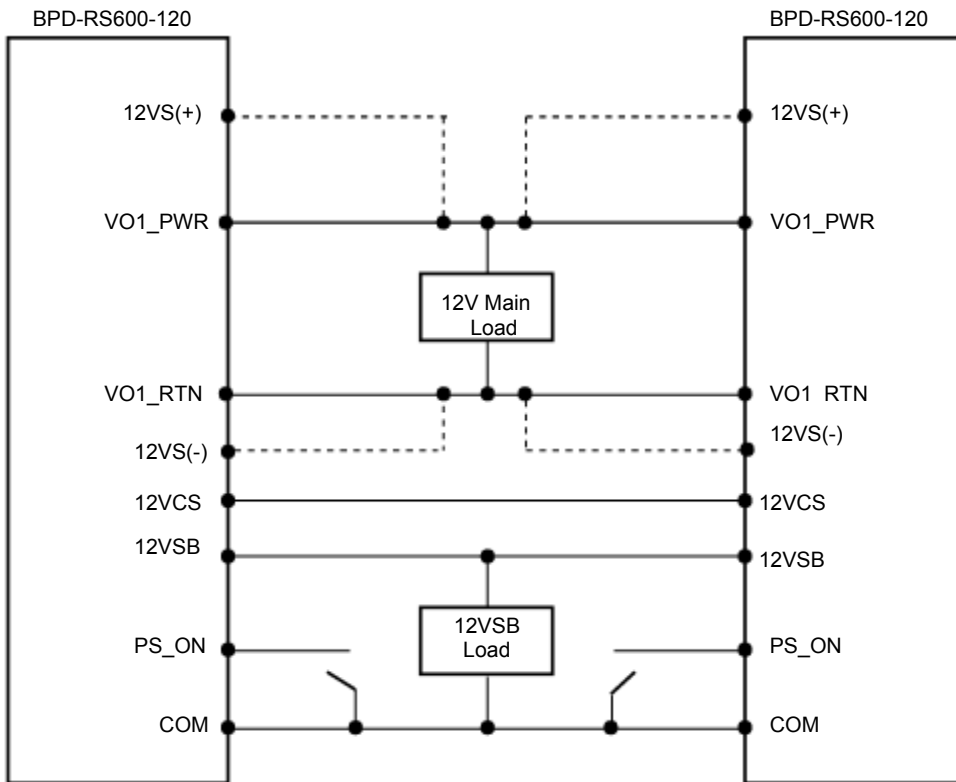 BPD-RS600-120
BPD-RS600-120
12VS(+)
12VS(+)
VO1_PWR
VO1_PWR
12V Main
Load
VO1_RTN
VO1 RTN
12VS(-)
12VS(-)
12VCS
12VCS
12VSB
12VSB
12VSB
Load
PS_ON
PS_ON
COM
COM